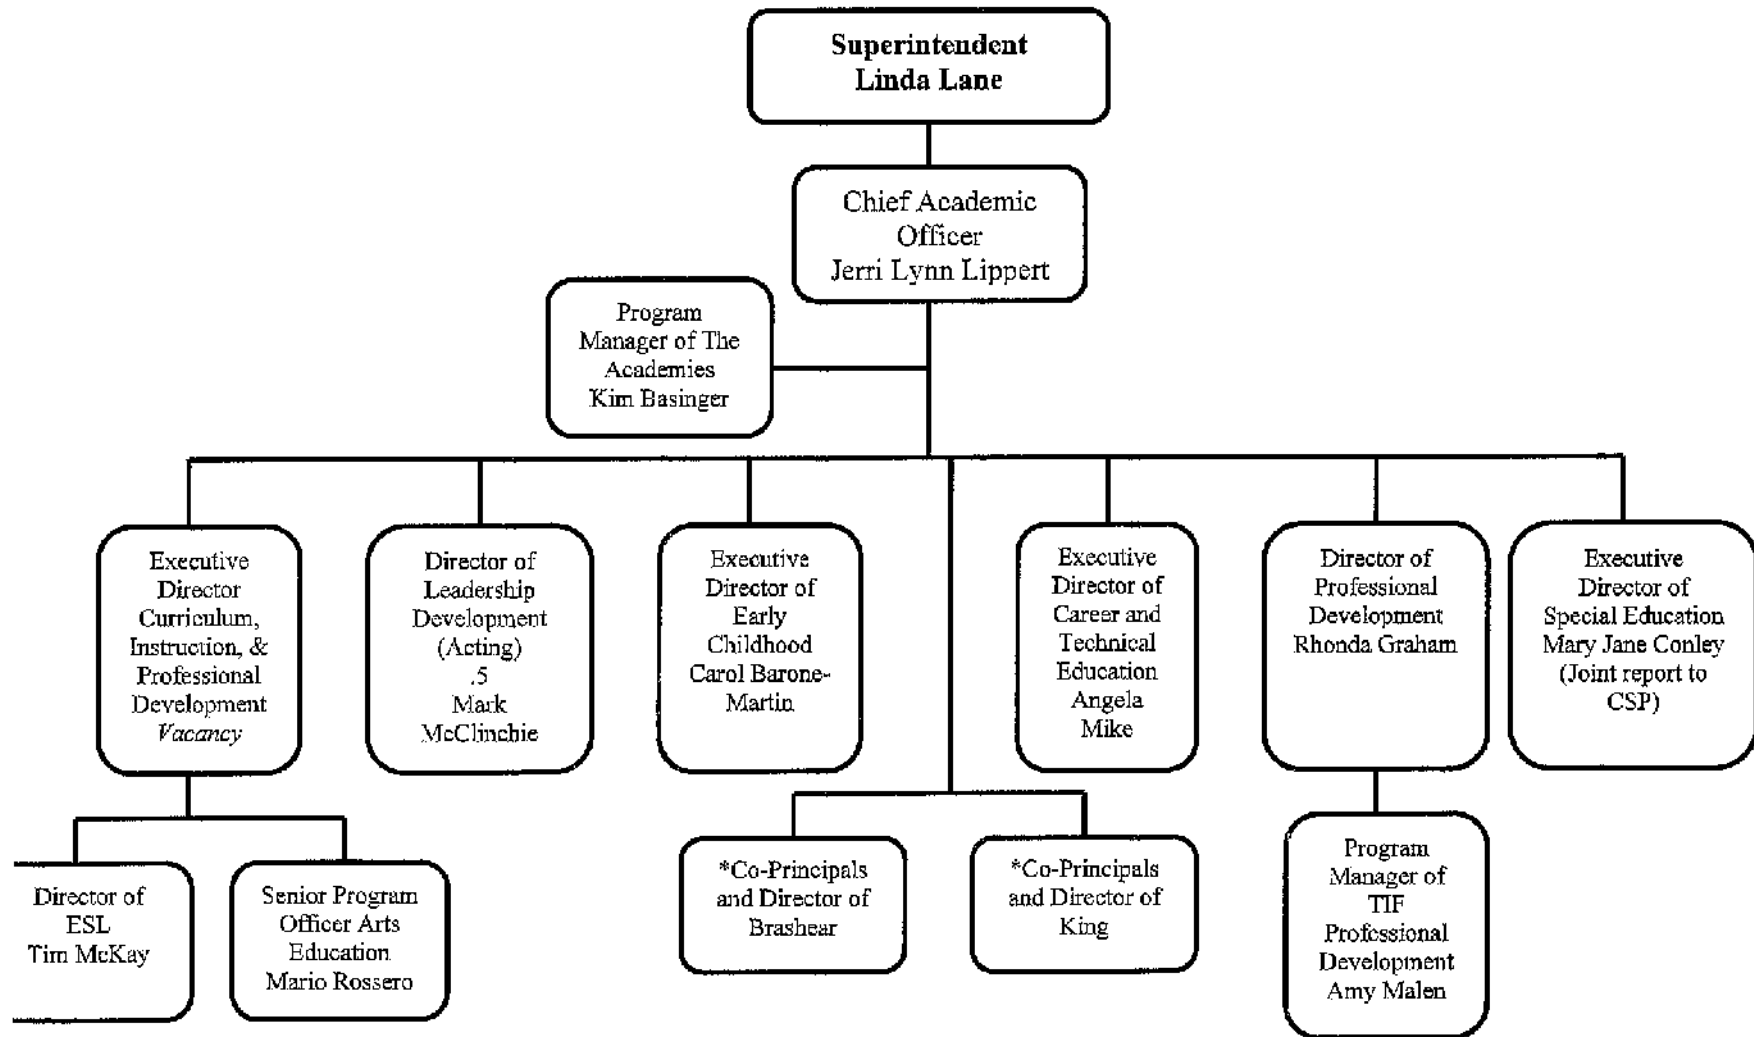 Superintendent
Linda Lane
Chief Academic
Officer
Jerri Lynn Lippert
Program
Manager of The
Academies
Kim Basinger
Executive
Director
Curriculum,
Instruction, &
Professional
Development
Vacancy
Director of
Leadership
Development
(Acting)
.5
Mark
McClinchie
Executive
Director of
Early
Childhood
Carol Barone-
Martin
Executive
Director of
Career and
Technical
Education
Angela
Mike
Director of
Professional
Development
Rhonda Graham
Executive
Director of
Special Education
Mary Jane Conley
(Joint report to
CSP)
Director of
ESL
Tim McKay
Senior Program
Officer Arts
Education
Mario Rossero
*Co-Principals
and Director of
Brashear
*Co-Principals
and Director of
King
Program
Manager of
TIF
Professional
Development
Amy Malen